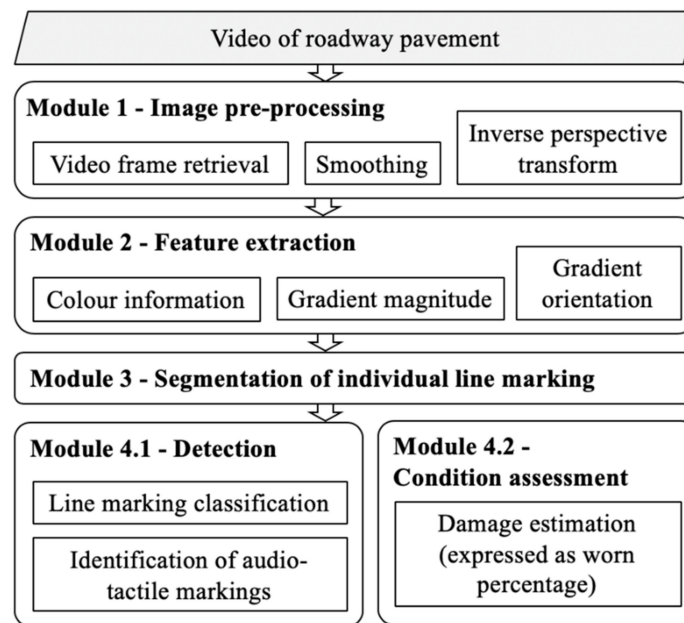 Video of roadway pavement
Module 1 - Image pre-processing
Video frame retrieval
Smoothing
Inverse perspective
transform
Module 2 - Feature extraction
Colour information
Gradient magnitude
Gradient
orientation
Module 3 - Segmentation of individual line marking
Module 4.1 - Detection
Line marking classification
Identification of audio-
tactile markings
Module 4.2 -
Condition assessment
Damage estimation
(expressed as worn
percentage)